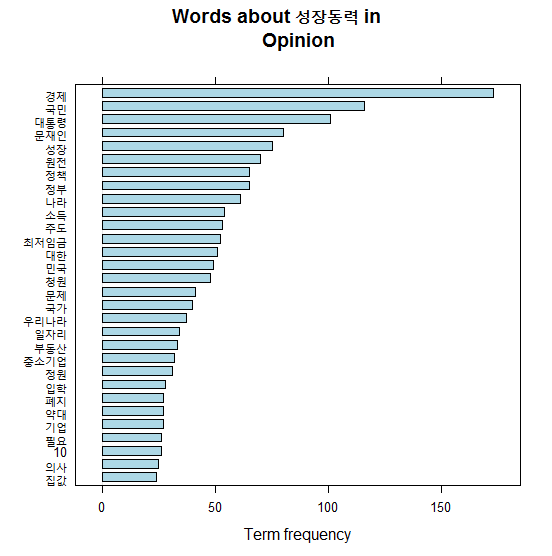 Words about 성장동력 in
Opinion
경제
국민
대통령
문재인
성장
원전
정책
정부
나라
소득
주도
최저임금
대한
민국
청원
문제
국가
우리나라
일자리
부동산
중소기업
정원
입학
폐지
약대
기업
필요
10
의사
집값
0 50 100 150
Term frequency